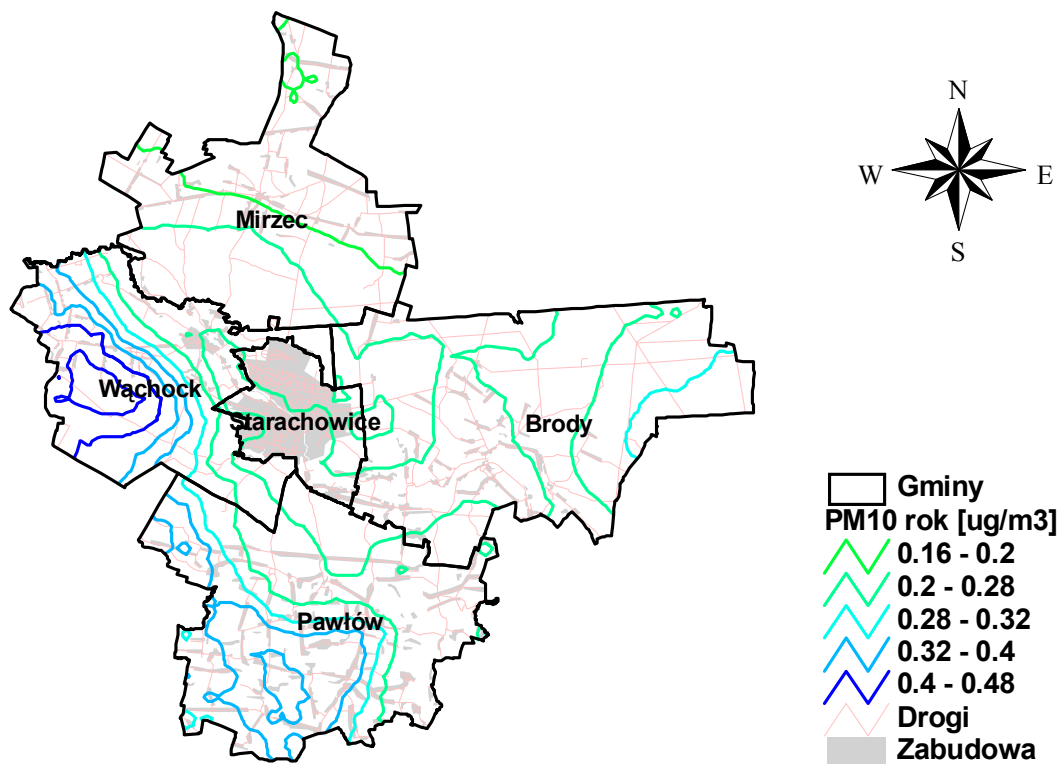 N
W
E
S
Mirzec
Wąchock
Starachowice
Brody
Pawłów
Gminy
PM10 rok [ug/m3]
0.16 - 0.2
0.2 - 0.28
0.28 - 0.32
0.32 - 0.4
0.4 - 0.48
Drogi
Zabudowa